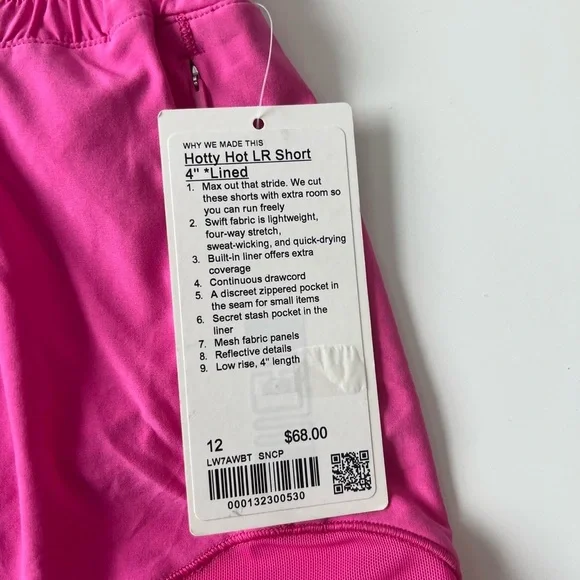 WHY WE MADE THIS
Hotty Hot LR Short
4" *Lined
1. Max out that stride. We cut
these shorts with extra room so
you can run freely
2. Swift fabric is lightweight,
four-way stretch,
sweat-wicking, and quick-drying
3. Built-in liner offers extra
coverage
4. Continuous drawcord
5. A discreet zippered pocket in
the seam for small items
6. Secret stash pocket in the
liner
7. Mesh fabric panels
8. Reflective details
9. Low rise, 4" length
12 $68.00
LW7AWBT SNCP
000132300530